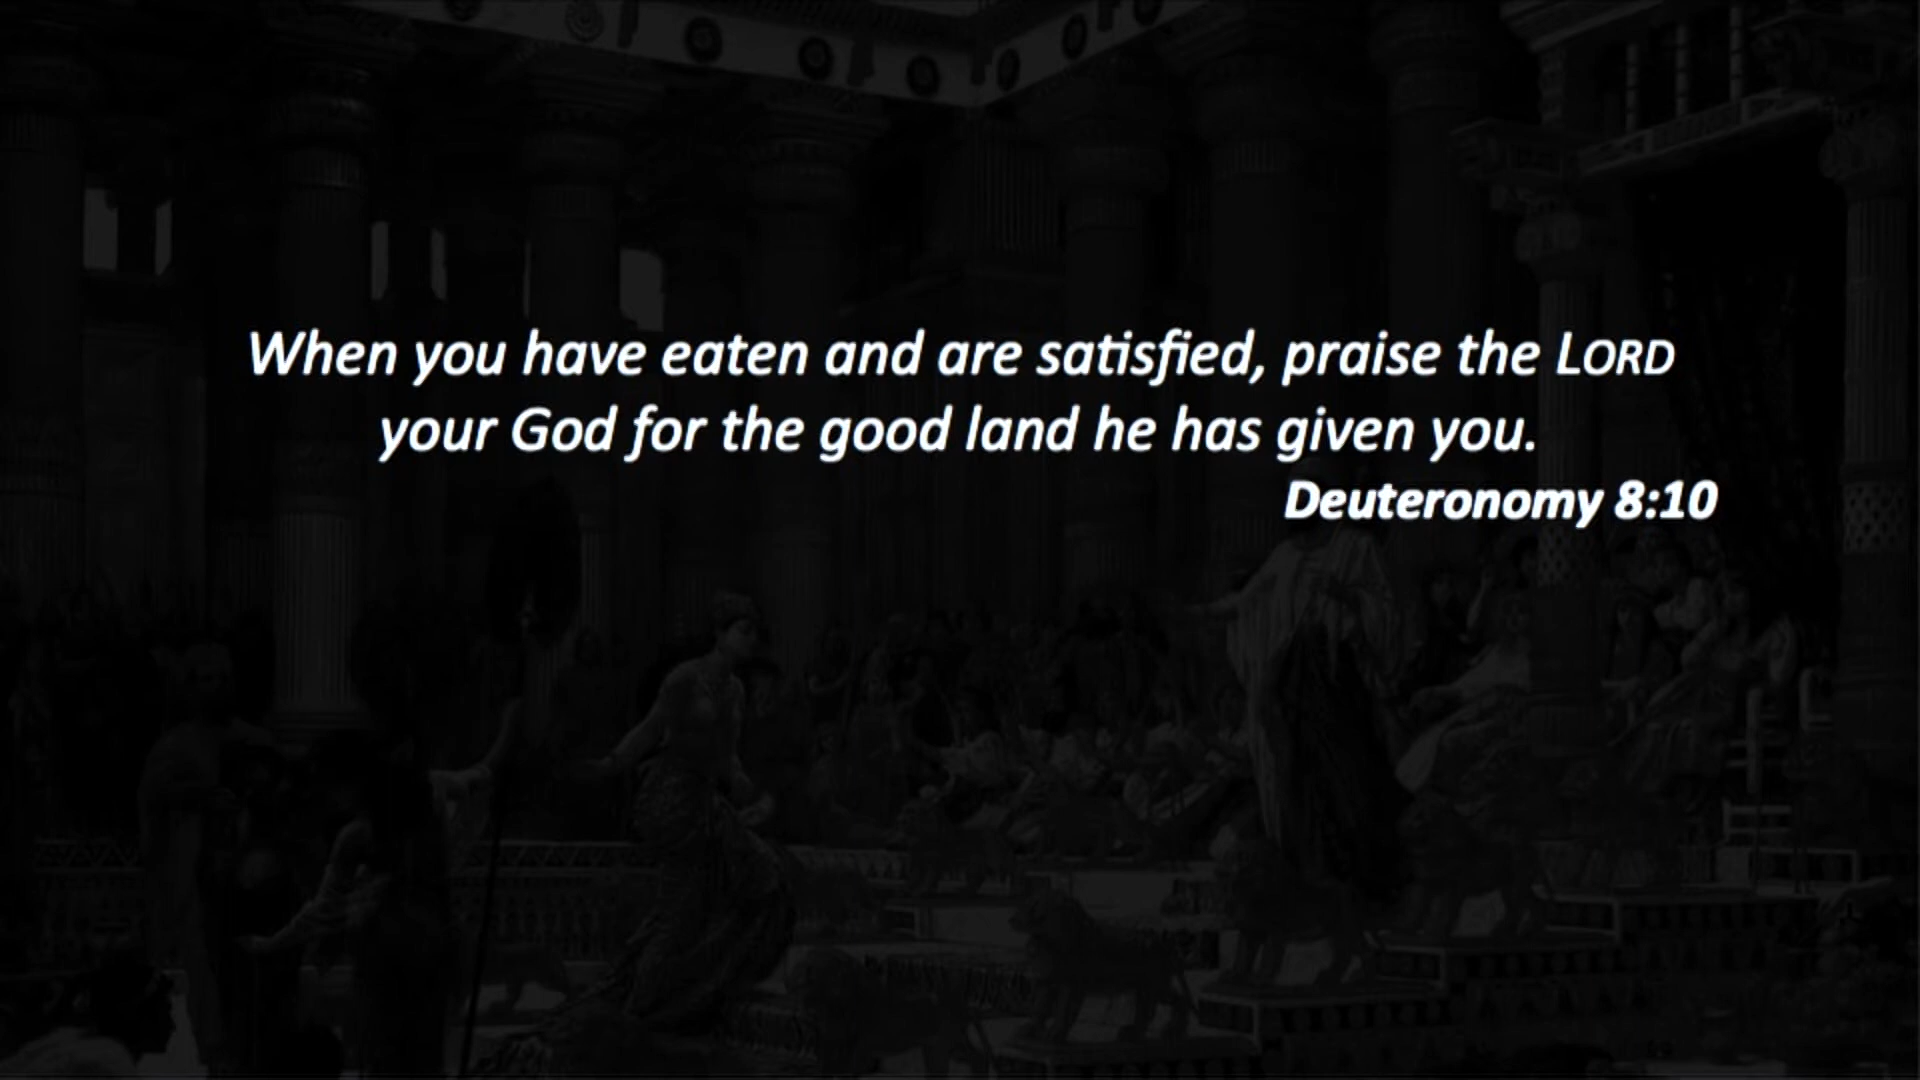 When you have eaten and are satisfied, praise the LORD
your God for the good land he has given you.
Deuteronomy 8:10